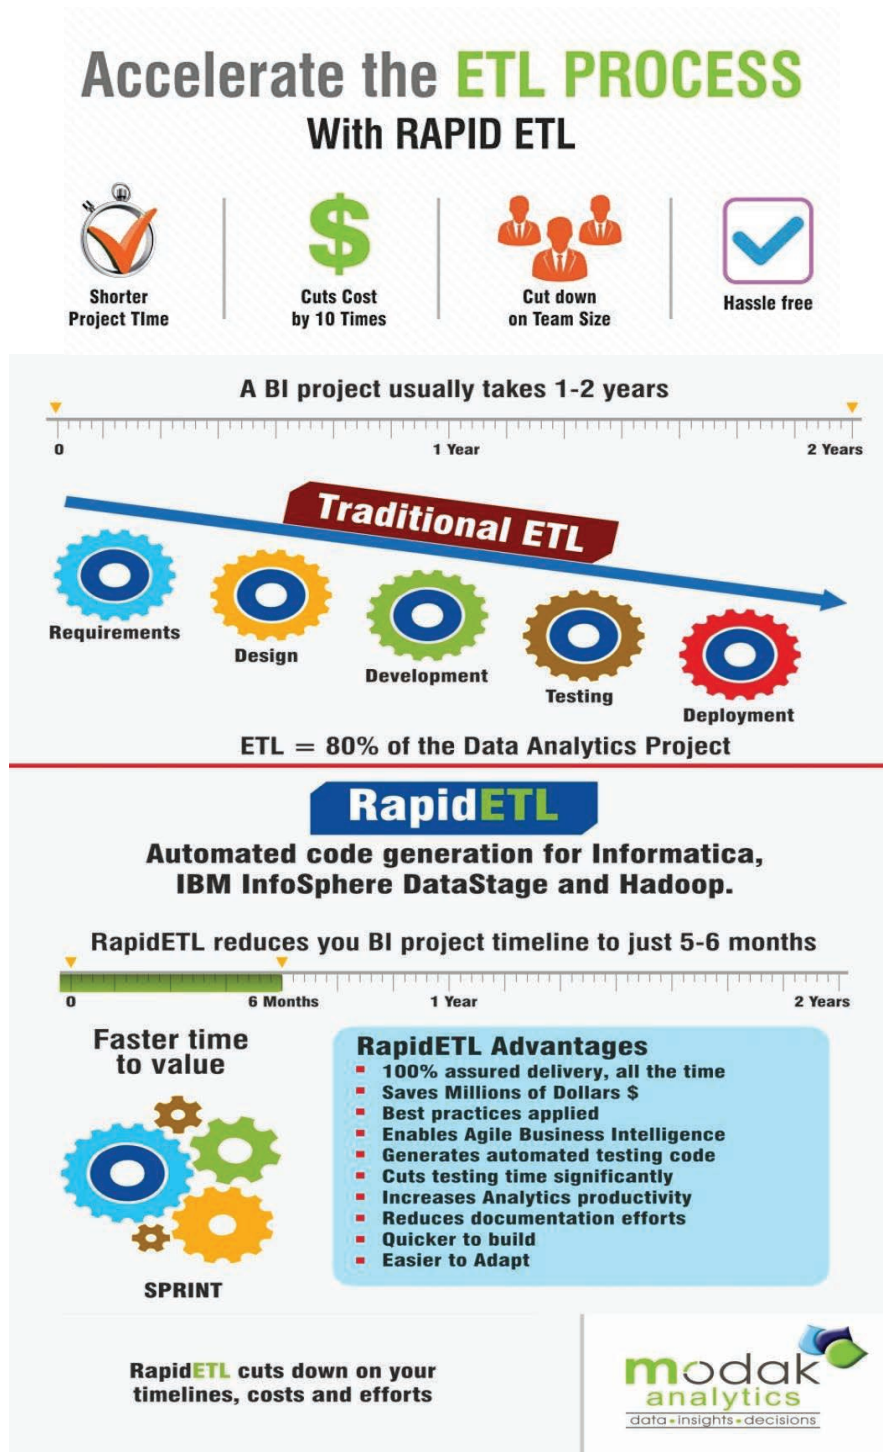 Accelerate the ETL PROCESS
With RAPID ETL
Shorter
Project TIme
Cuts Cost
by 10 Times
Cut down
on Team Size
Hassle free
A BI project usually takes 1-2 years
0
1 Year
2 Years
Traditional ETL
Requirements
Design
Development
Testing
Deployment
ETL = 80% of the Data Analytics Project
RapidETL
Automated code generation for Informatica,
IBM InfoSphere DataStage and Hadoop.
RapidETL reduces you BI project timeline to just 5-6 months
0
6 Months
1 Year
2 Years
Faster time
to value
SPRINT
RapidETL Advantages
100% assured delivery, all the time
Saves Millions of Dollars $
Best practices applied
Enables Agile Business Intelligence
Generates automated testing code
Cuts testing time significantly
Increases Analytics productivity
Reduces documentation efforts
Quicker to build
Easier to Adapt
RapidETL cuts down on your
timelines, costs and efforts
modak
analytics
data insights decisions